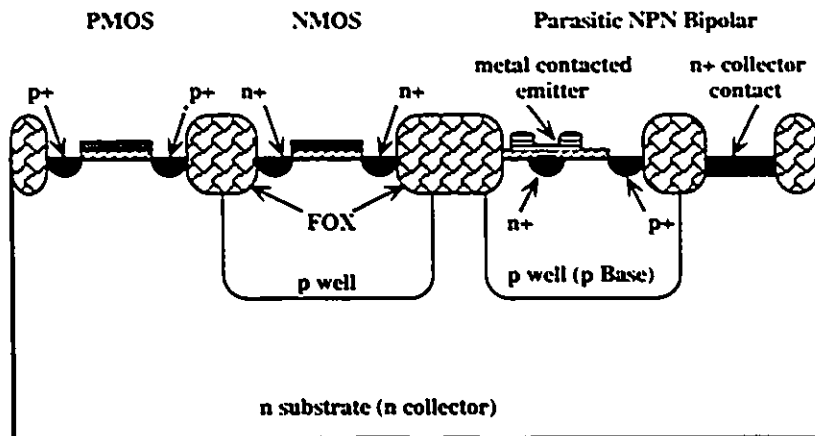 PMOS
NMOS
Parasitic NPN Bipolar
metal contacted
emitter
n+ collector
contact
p+
p+
n+
n+
FOX
n+
p+
p well
p well (p Base)
n substrate (n collector)